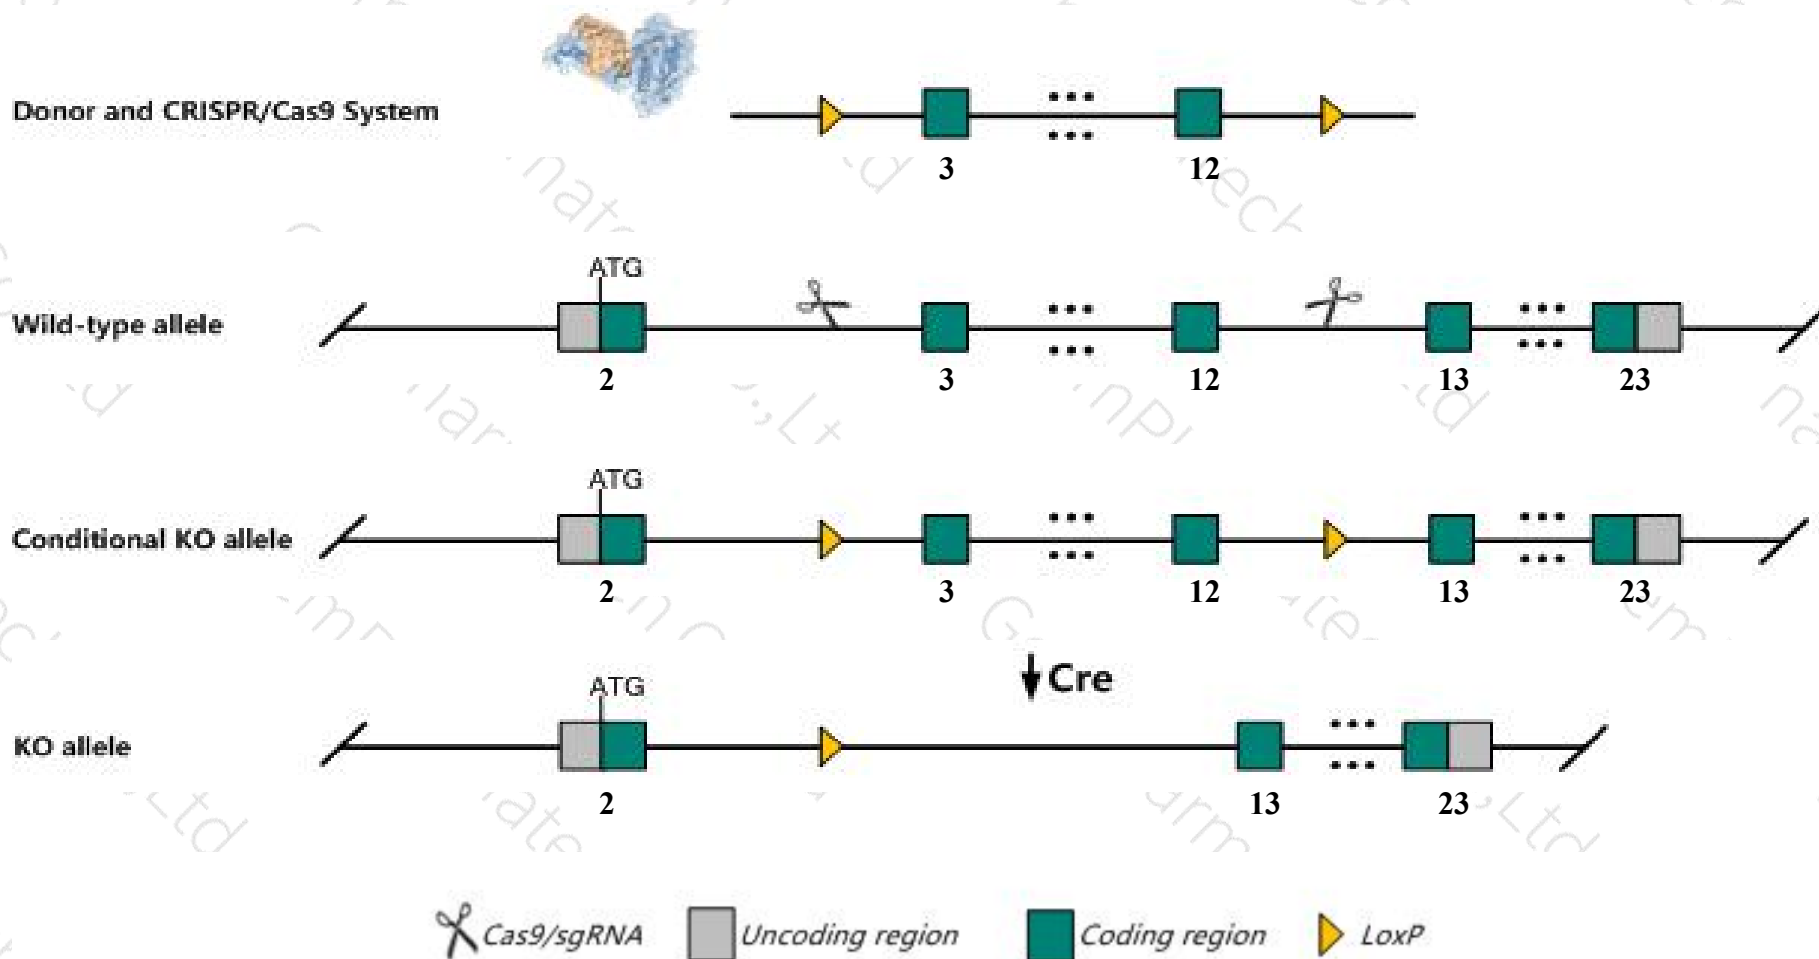 Donor and CRISPR/Cas9 System
3 12
ATG
Wild-type allele
2 3 12 13 23
ATG
Conditional KO allele
2 3 12 13 23
Cre
ATG
KO allele
2 13 23
Cas9/sgRNA Uncoding region Coding region LoxP